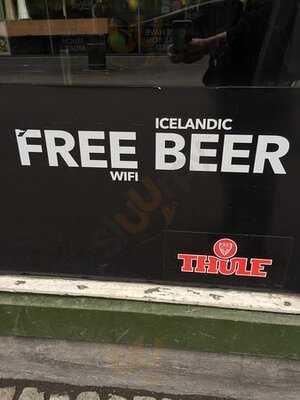 ICELANDIC
FREE BEER
WIFI
THULE